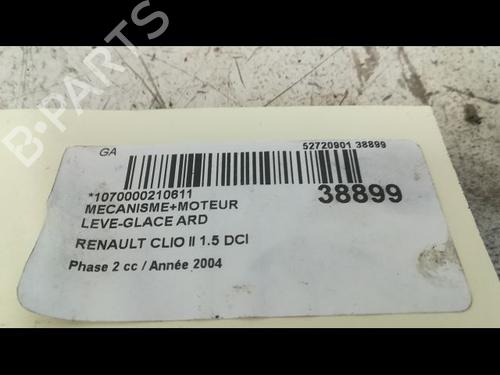 GA
52720901 38899
*1070000210611
38899
MECANISME+MOTEUR
LEVE-GLACE ARD
RENAULT CLIO II 1.5 DCI
Phase 2 cc / Année 2004
B-PARTS